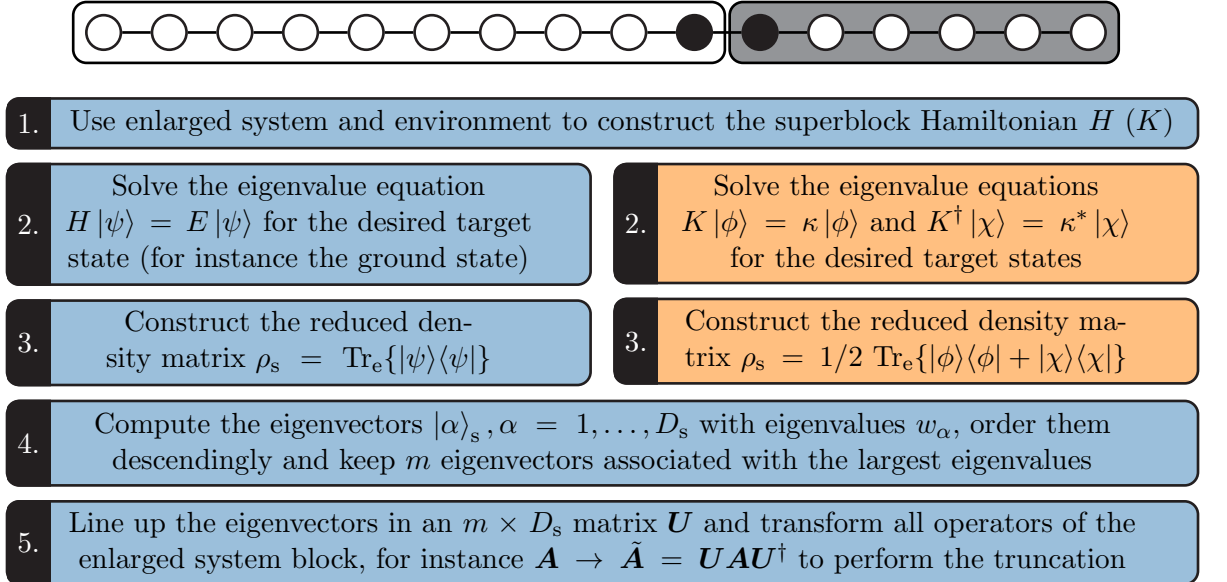 1. Use enlarged system and environment to construct the superblock Hamiltonian H (K)
2. Solve the eigenvalue equation
H |ψ⟩ = E |ψ⟩ for the desired target
state (for instance the ground state)
2. Solve the eigenvalue equations
K |ϕ⟩ = κ |ϕ⟩ and K† |χ⟩ = κ* |χ⟩
for the desired target states
3. Construct the reduced den-
sity matrix ρₛ = Trₑ{|ψ⟩⟨ψ|}
3. Construct the reduced density ma-
trix ρₛ = 1/2 Trₑ{|ϕ⟩⟨ϕ| + |χ⟩⟨χ|}
4. Compute the eigenvectors |α⟩ₛ , α = 1, . . . , Dₛ with eigenvalues w_α, order them
descendingly and keep m eigenvectors associated with the largest eigenvalues
5. Line up the eigenvectors in an m × Dₛ matrix U and transform all operators of the
enlarged system block, for instance A → Ã = UAU† to perform the truncation